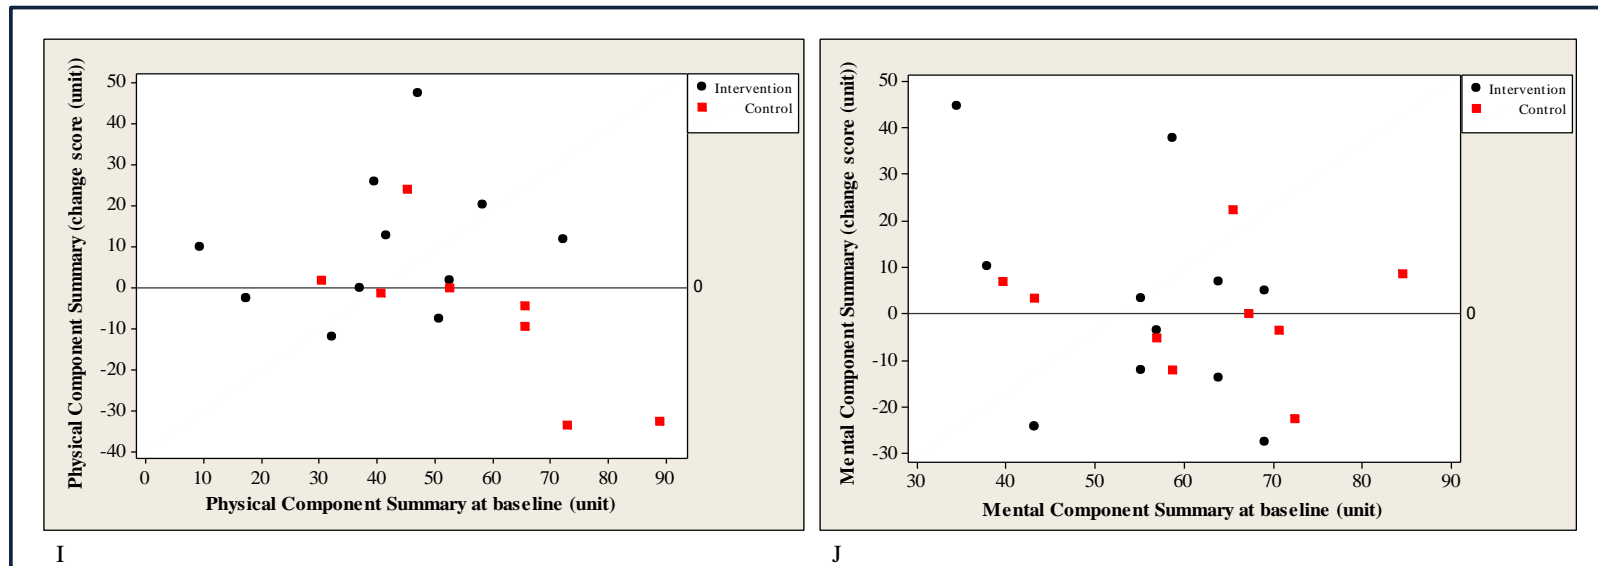 Physical Component Summary (change score (unit))
50
40
30
20
10
0
-10
-20
-30
-40
0 10 20 30 40 50 60 70 80 90
Physical Component Summary at baseline (unit)
Intervention
Control
0
I
Mental Component Summary (change score (unit))
50
40
30
20
10
0
-10
-20
-30
30 40 50 60 70 80 90
Mental Component Summary at baseline (unit)
Intervention
Control
0
J